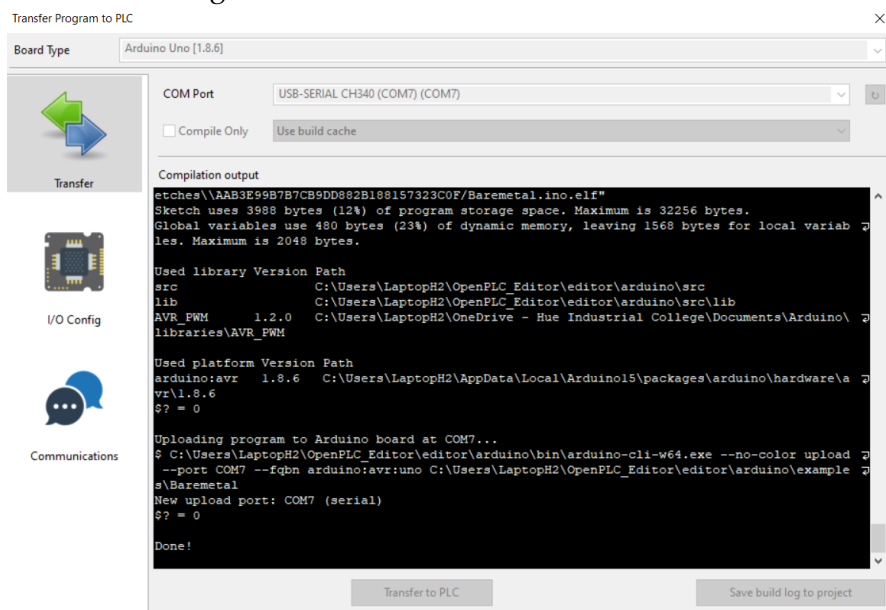 Transfer Program to PLC
Board Type
Arduino Uno [1.8.6]
Transfer
I/O Config
Communications
COM Port
USB-SERIAL CH340 (COM7) (COM7)
Compile Only
Use build cache
Compilation output
etches\\AAB3E99B7B7CB9DD882B188157323C0F/Baremetal.ino.elf"
Sketch uses 3988 bytes (12%) of program storage space. Maximum is 32256 bytes.
Global variables use 480 bytes (23%) of dynamic memory, leaving 1568 bytes for local variab
les. Maximum is 2048 bytes.
Used library Version Path
src C:\Users\LaptopH2\OpenPLC_Editor\editor\arduino\src
lib C:\Users\LaptopH2\OpenPLC_Editor\editor\arduino\src\lib
AVR_PWM 1.2.0 C:\Users\LaptopH2\OneDrive - Hue Industrial College\Documents\Arduino\
libraries\AVR_PWM
Used platform Version Path
arduino:avr 1.8.6 C:\Users\LaptopH2\AppData\Local\Arduino15\packages\arduino\hardware\a
vr\1.8.6
$? = 0
Uploading program to Arduino board at COM7...
$ C:\Users\LaptopH2\OpenPLC_Editor\editor\arduino\bin\arduino-cli-w64.exe --no-color upload
--port COM7 --fqbn arduino:avr:uno C:\Users\LaptopH2\OpenPLC_Editor\editor\arduino\example
s\Baremetal
New upload port: COM7 (serial)
$? = 0
Done!
Transfer to PLC
Save build log to project